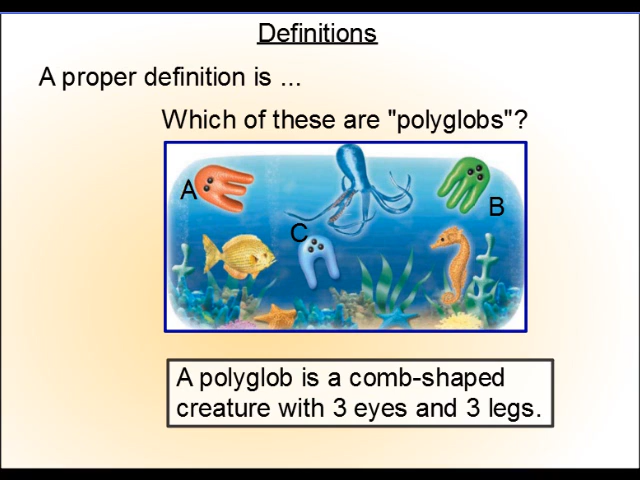 Definitions
A proper definition is ...
Which of these are "polyglobs"?
A
B
C
A polyglob is a comb-shaped
creature with 3 eyes and 3 legs.